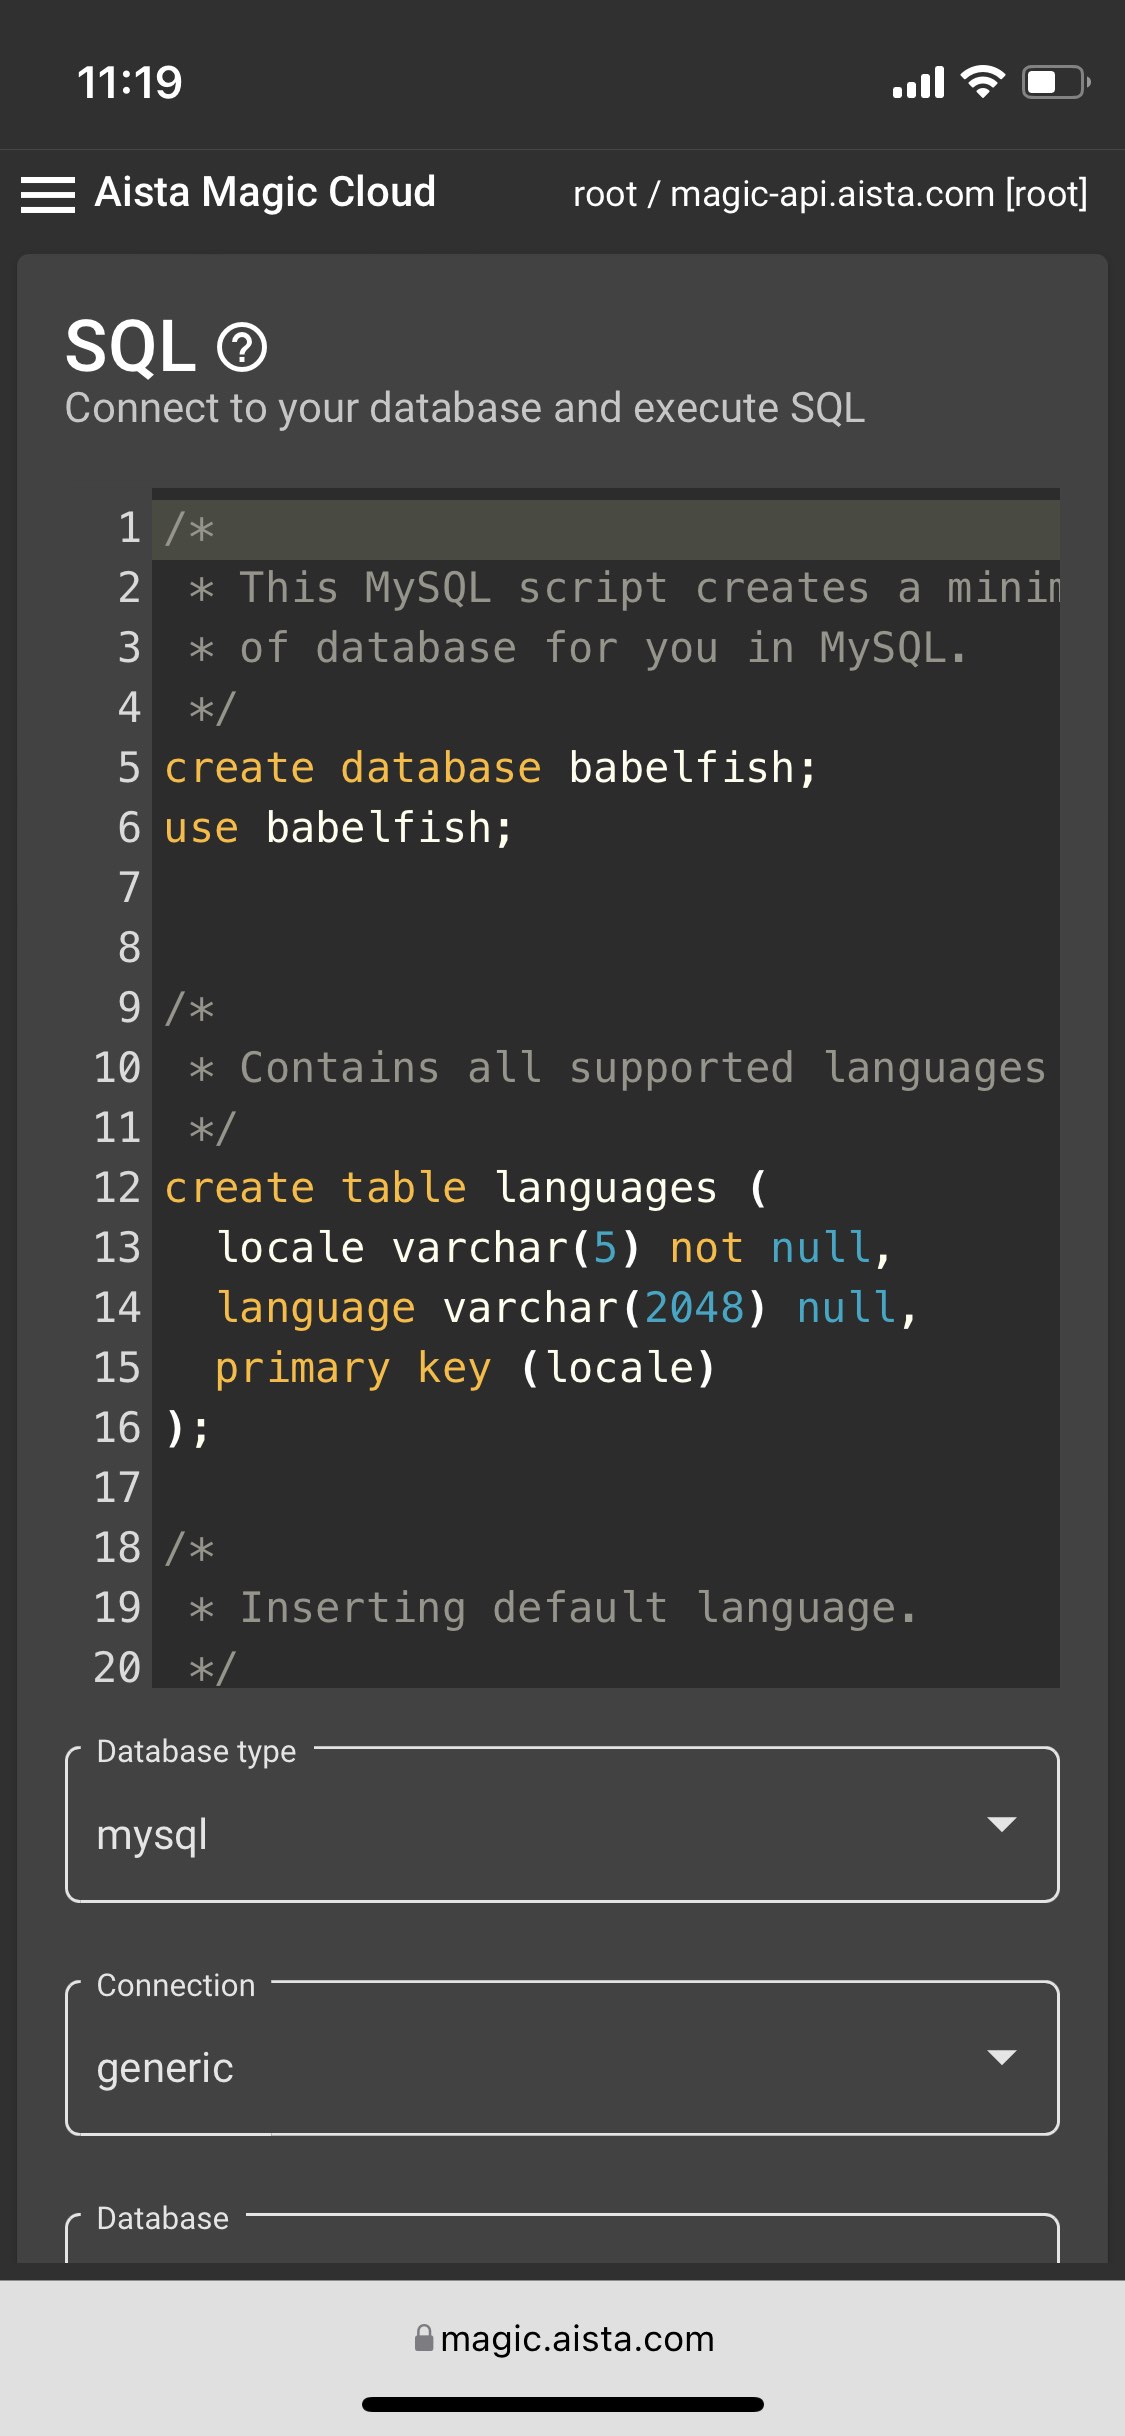 11:19
Aista Magic Cloud root / magic-api.aista.com [root]
SQL ?
Connect to your database and execute SQL
1 /*
2  * This MySQL script creates a
3  * of database for you in MySQL.
4  */
5 create database babelfish;
6 use babelfish;
7
8
9 /*
10  * Contains all supported languages
11  */
12 create table languages (
13   locale varchar(5) not null,
14   language varchar(2048) null,
15   primary key (locale)
16 );
17
18 /*
19  * Inserting default language.
20  */
Database type
mysql
Connection
generic
Database
magic.aista.com